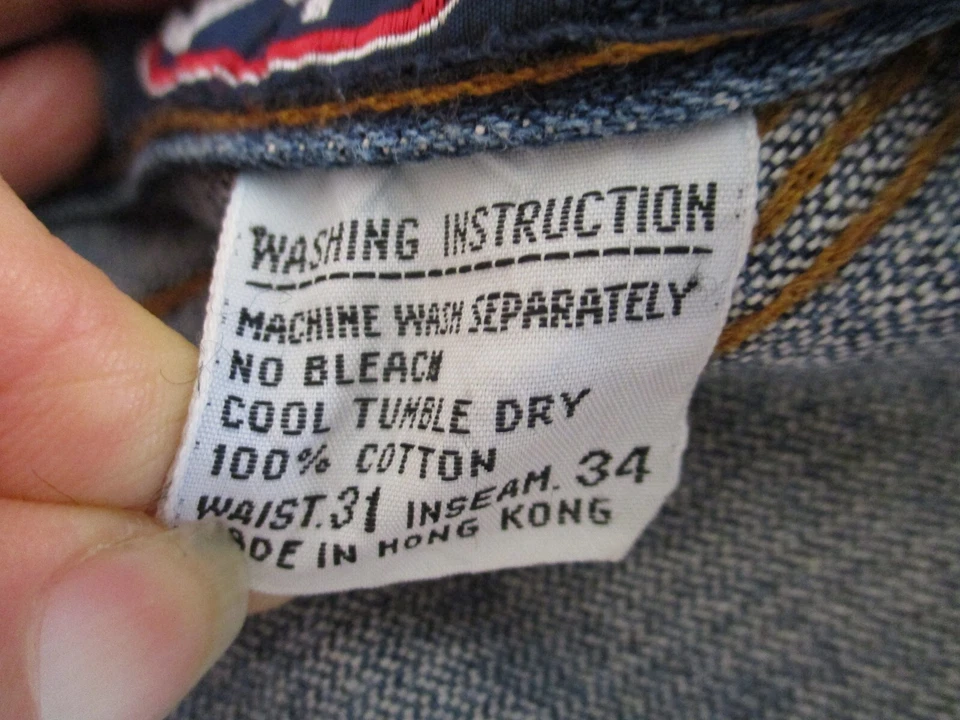 WASHING INSTRUCTION
MACHINE WASH SEPARATELY
NO BLEACH
COOL TUMBLE DRY
100% COTTON
WAIST.31 INSEAM. 34
ADE IN HONG KONG